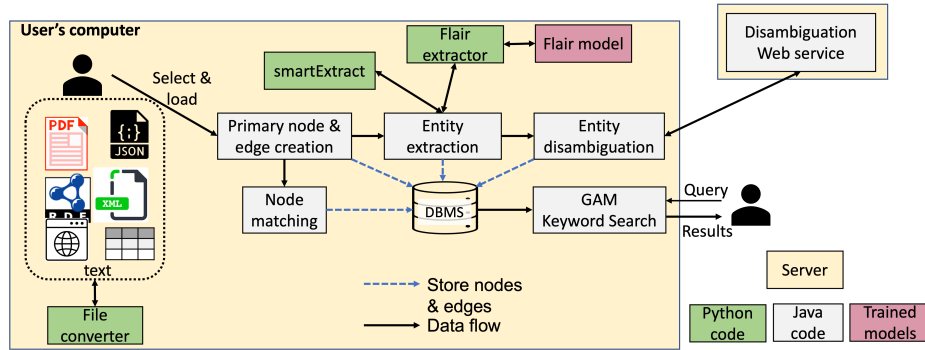 User's computer
Select &
load
PDF
{;}
JSON
XML
RDF
text
File
converter
smartExtract
Flair
extractor
Flair model
Disambiguation
Web service
Primary node &
edge creation
Entity
extraction
Entity
disambiguation
Node
matching
DBMS
GAM
Keyword Search
Query
Results
Store nodes
& edges
Data flow
Server
Python
code
Java
code
Trained
models